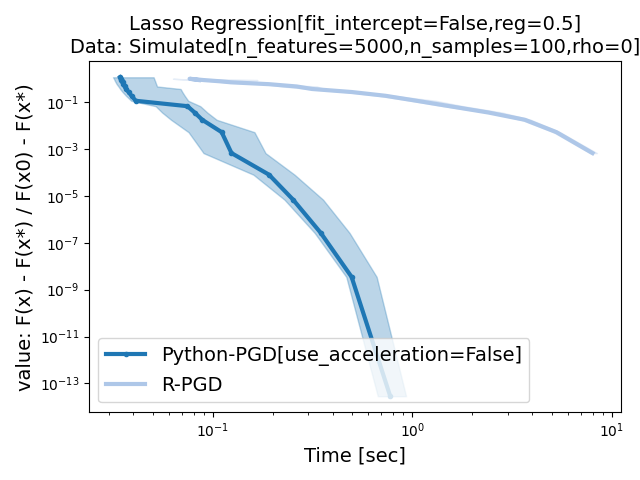 Lasso Regression[fit_intercept=False,reg=0.5]
Data: Simulated[n_features=5000,n_samples=100,rho=0]
value: F(x) - F(x*) / F(x0) - F(x*)
10⁻¹
10⁻³
10⁻⁵
10⁻⁷
10⁻⁹
10⁻¹¹
10⁻¹³
Python-PGD[use_acceleration=False]
R-PGD
10⁻¹ 10⁰ 10¹
Time [sec]